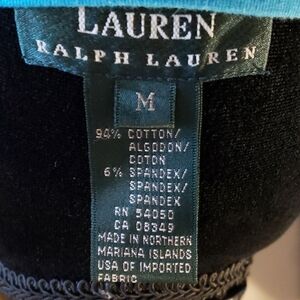 LAUREN
RALPH LAUREN
M
94% COTTON/
ALGODON/
COTON
6% SPANDEX/
SPANDEX/
SPANDEX
RN 54050
CA 08349
MADE IN NORTHERN
MARIANA ISLANDS
USA OF IMPORTED
FABRIC